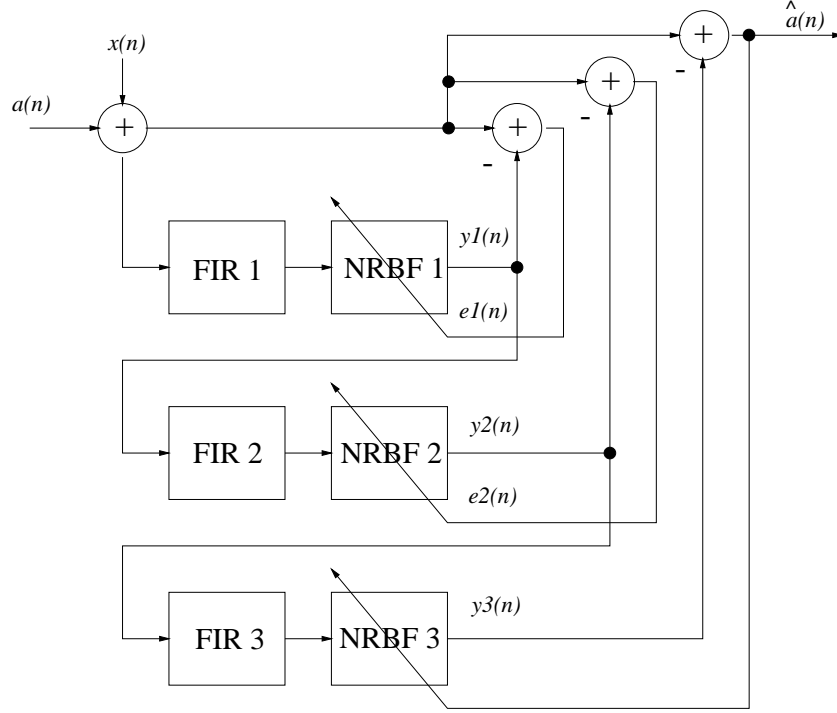 ^
a(n)
+
x(n)
-
+
a(n)
-
+
+
-
FIR 1
NRBF 1
y1(n)
e1(n)
FIR 2
NRBF 2
y2(n)
e2(n)
FIR 3
NRBF 3
y3(n)